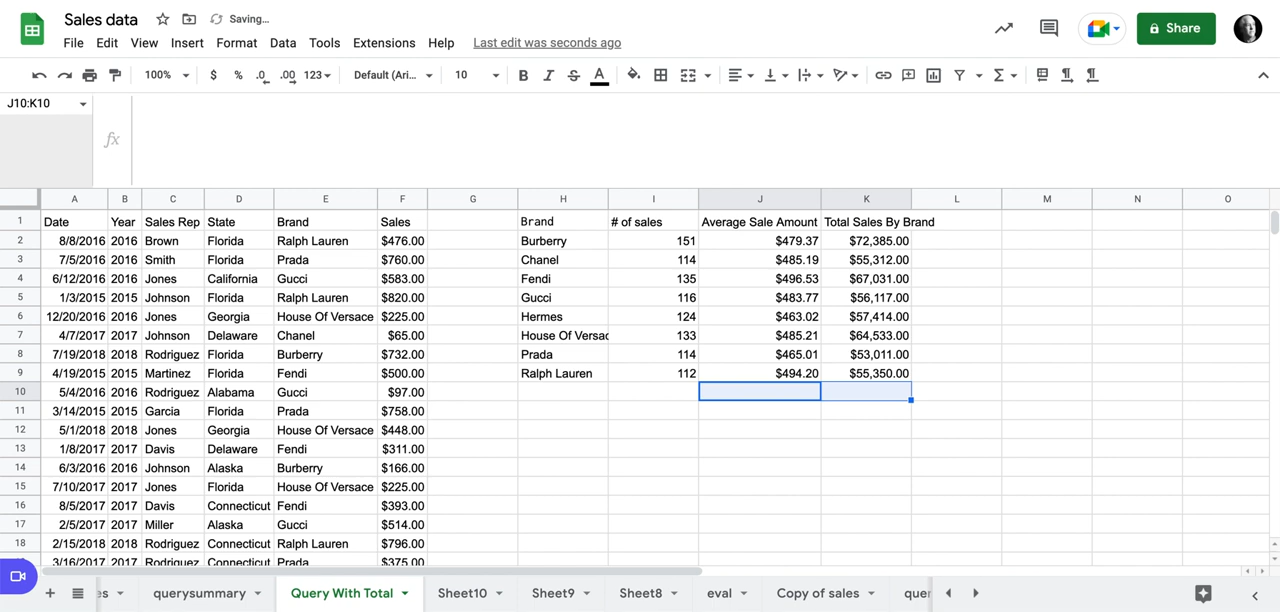 Sales data Saving...
File Edit View Insert Format Data Tools Extensions Help Last edit was seconds ago
Share
100% $ % .0 .00 123 Default (Ari... 10 B I S A Σ
J10:K10
fx
A B C D E F G H I J K L M N O
1 Date Year Sales Rep State Brand Sales Brand # of sales Average Sale Amount Total Sales By Brand
2 8/8/2016 2016 Brown Florida Ralph Lauren $476.00 Burberry 151 $479.37 $72,385.00
3 7/5/2016 2016 Smith Florida Prada $760.00 Chanel 114 $485.19 $55,312.00
4 6/12/2016 2016 Jones California Gucci $583.00 Fendi 135 $496.53 $67,031.00
5 1/3/2015 2015 Johnson Florida Ralph Lauren $820.00 Gucci 116 $483.77 $56,117.00
6 12/20/2016 2016 Jones Georgia House Of Versace $225.00 Hermes 124 $463.02 $57,414.00
7 4/7/2017 2017 Johnson Delaware Chanel $65.00 House Of Versac 133 $485.21 $64,533.00
8 7/19/2018 2018 Rodriguez Florida Burberry $732.00 Prada 114 $465.01 $53,011.00
9 4/19/2015 2015 Martinez Florida Fendi $500.00 Ralph Lauren 112 $494.20 $55,350.00
10 5/4/2016 2016 Rodriguez Alabama Gucci $97.00
11 3/14/2015 2015 Garcia Florida Prada $758.00
12 5/1/2018 2018 Jones Georgia House Of Versace $448.00
13 1/8/2017 2017 Davis Delaware Fendi $311.00
14 6/3/2016 2016 Johnson Alaska Burberry $166.00
15 7/10/2017 2017 Jones Florida House Of Versace $225.00
16 8/5/2017 2017 Davis Connecticut Fendi $393.00
17 2/5/2017 2017 Miller Alaska Gucci $514.00
18 2/15/2018 2018 Rodriguez Connecticut Ralph Lauren $796.00
3/16/2017 2017 Rodriguez Connecticut Prada $375.00
es querysummary Query With Total Sheet10 Sheet9 Sheet8 eval Copy of sales quer